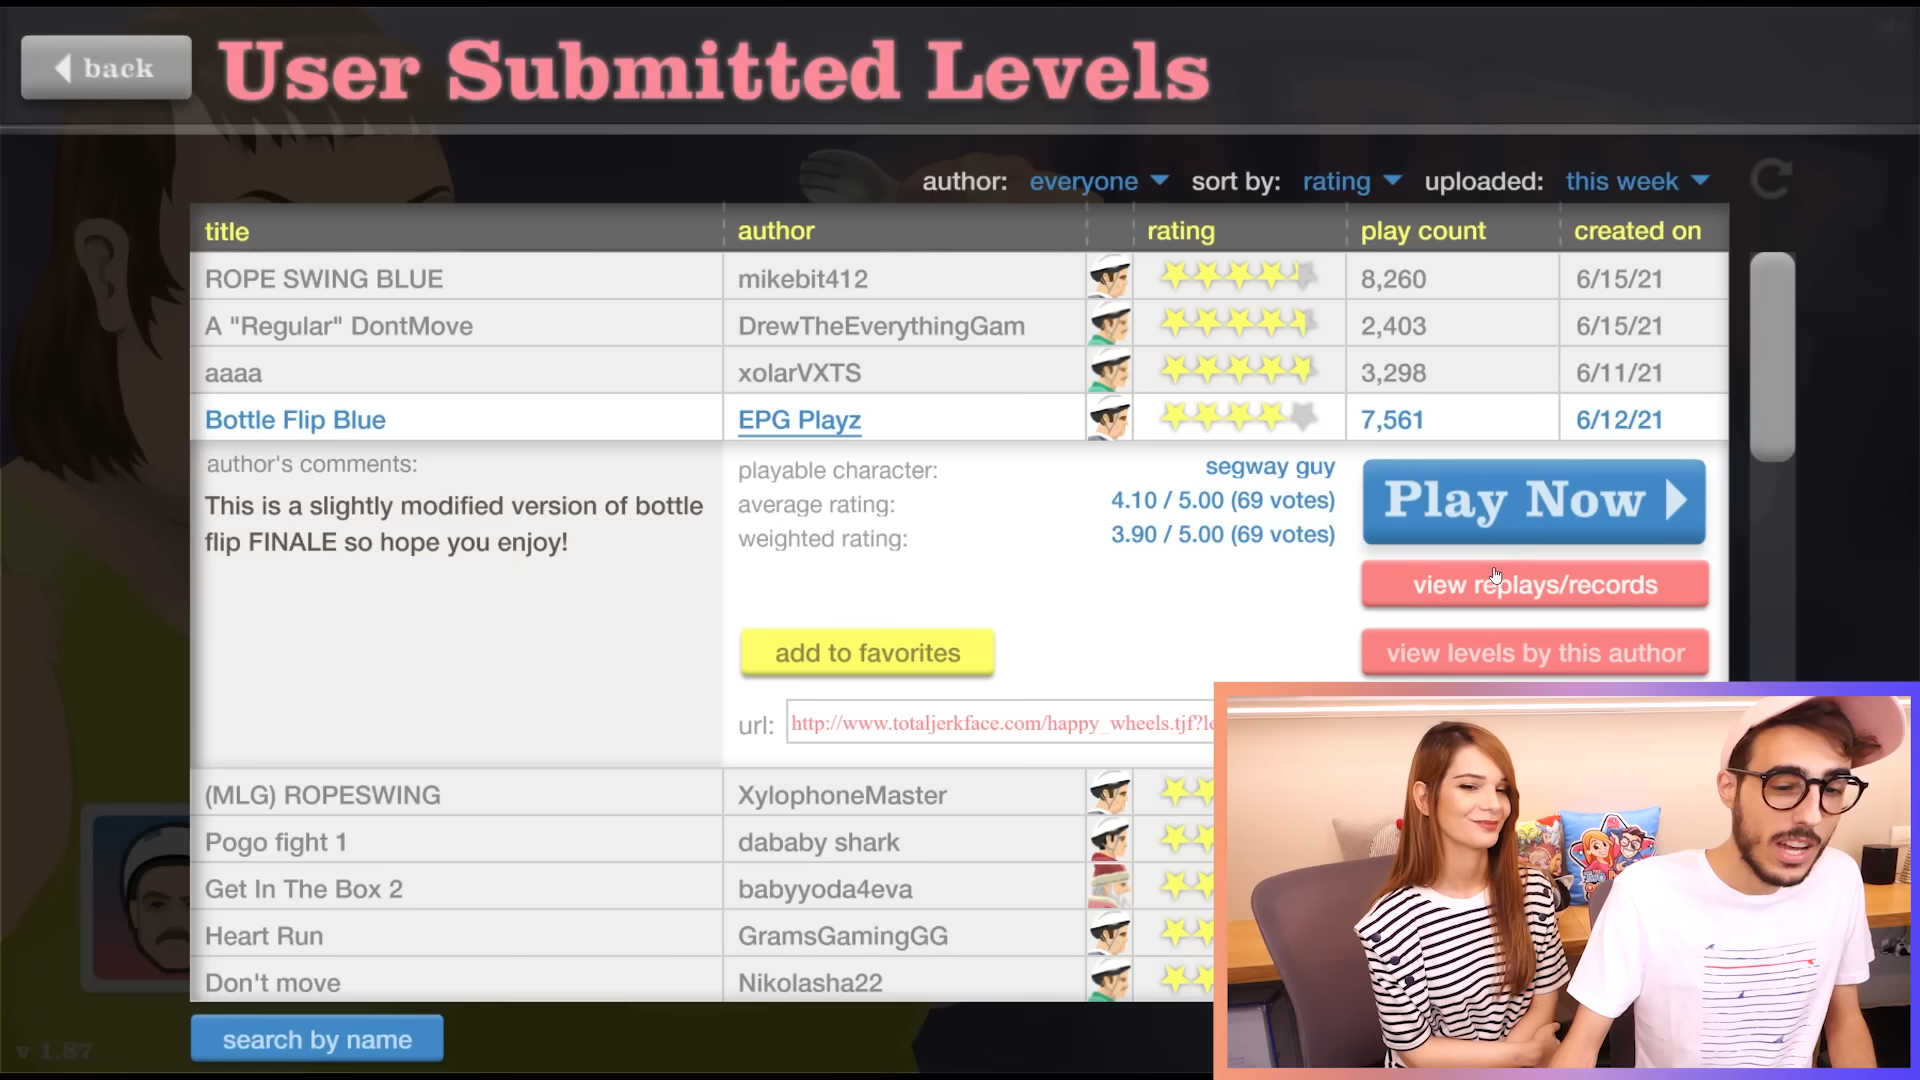 back
User Submitted Levels
author: everyone sort by: rating uploaded: this week
title author rating play count created on
ROPE SWING BLUE mikebit412 8,260 6/15/21
A "Regular" DontMove DrewTheEverythingGam 2,403 6/15/21
aaaa xolarVXTS 3,298 6/11/21
Bottle Flip Blue EPG Playz 7,561 6/12/21
author's comments:
This is a slightly modified version of bottle
flip FINALE so hope you enjoy!
playable character: segway guy
average rating: 4.10 / 5.00 (69 votes)
weighted rating: 3.90 / 5.00 (69 votes)
Play Now
view replays/records
add to favorites
view levels by this author
url: http://www.totaljerkface.com/happy_wheels.tjf?le
(MLG) ROPESWING XylophoneMaster
Pogo fight 1 dababy shark
Get In The Box 2 babyyoda4eva
Heart Run GramsGamingGG
Don't move Nikolasha22
search by name
v 1.87